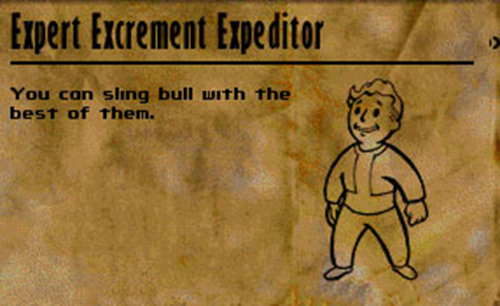 Expert Excrement Expeditor
You can sling bull with the
best of them.